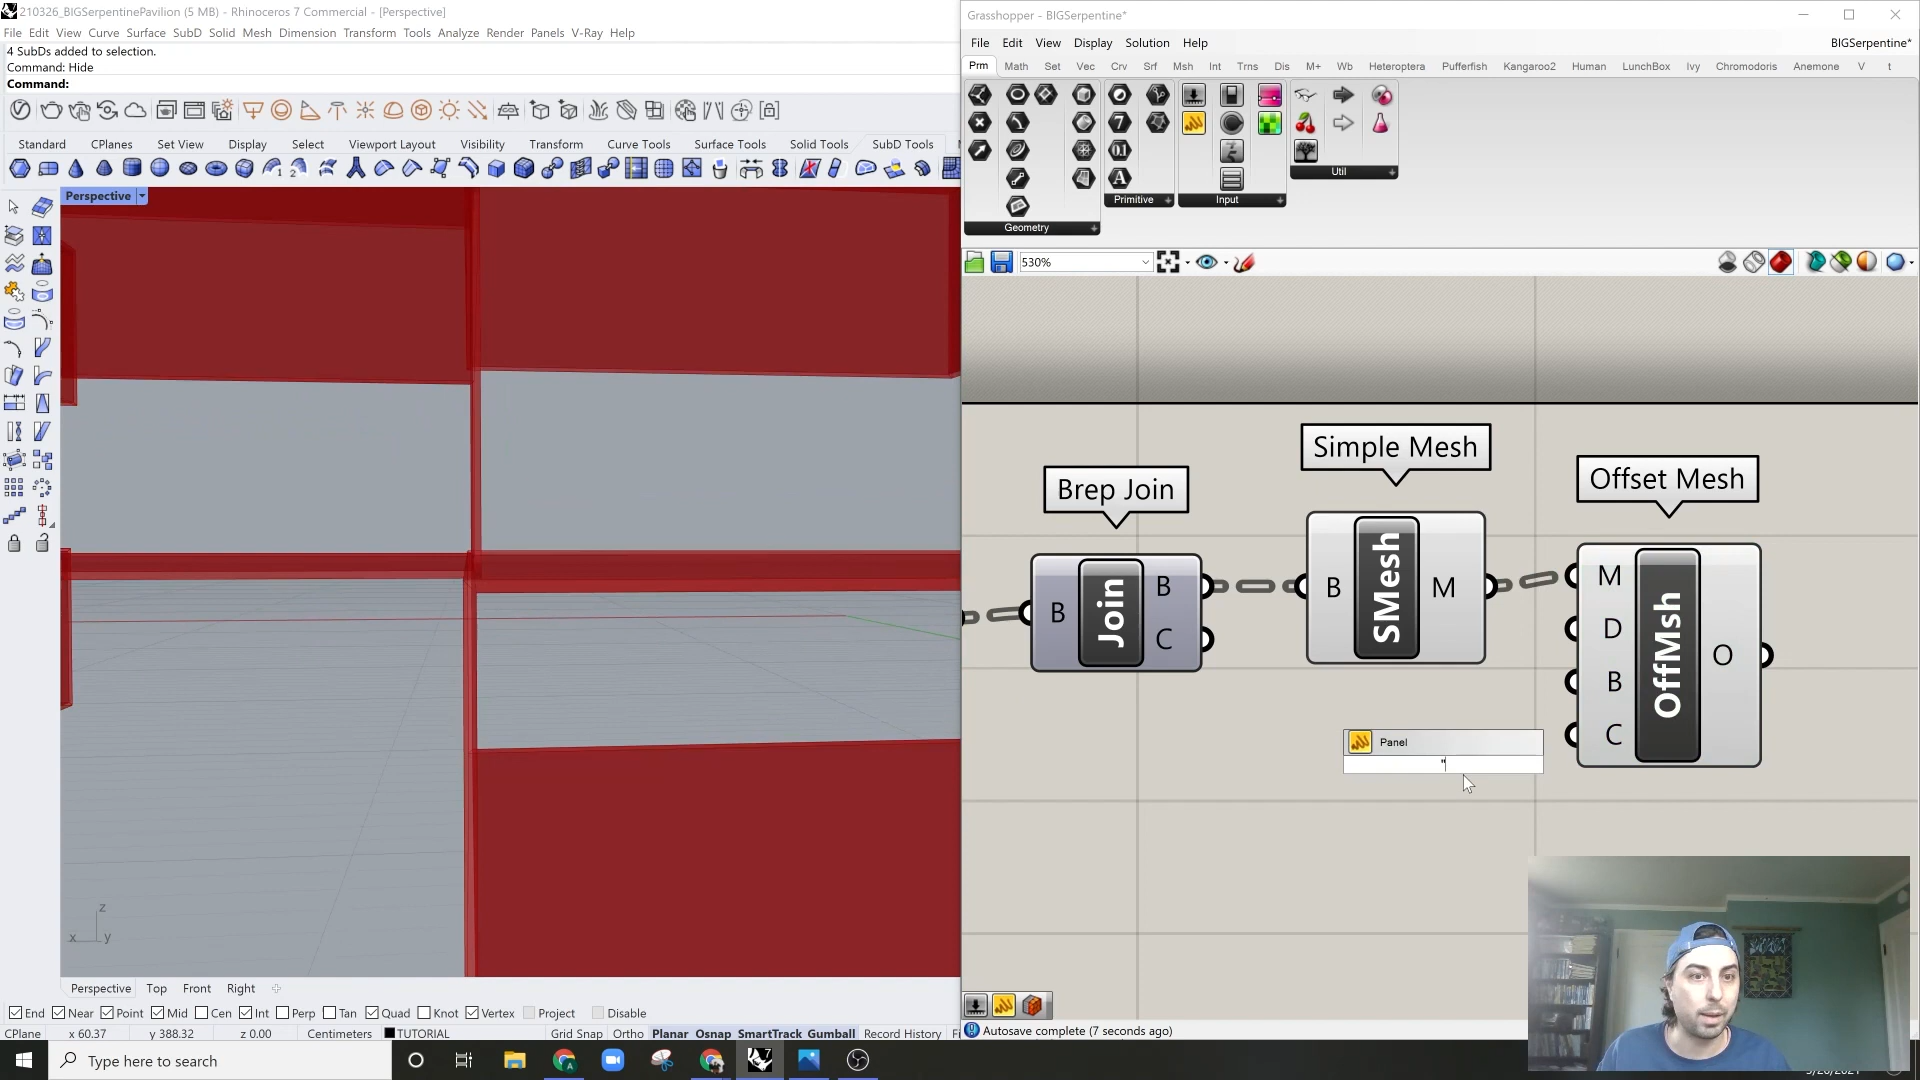 210326_BIGSerpentinePavilion (5 MB) - Rhinoceros 7 Commercial - [Perspective]
File Edit View Curve Surface SubD Solid Mesh Dimension Transform Tools Analyze Render Panels V-Ray Help
4 SubDs added to selection.
Command: Hide
Command:
Standard CPlanes Set View Display Select Viewport Layout Visibility Transform Curve Tools Surface Tools Solid Tools SubD Tools
Perspective
z
x y
Perspective Top Front Right
End Near Point Mid Cen Int Perp Tan Quad Knot Vertex Project Disable
CPlane x 60.37 y 388.32 z 0.00 Centimeters TUTORIAL Grid Snap Ortho Planar Osnap SmartTrack Gumball Record History
Type here to search
Grasshopper - BIGSerpentine*
File Edit View Display Solution Help
BIGSerpentine*
Prm Math Set Vec Crv Srf Msh Int Trns Dis M+ Wb Heteroptera Pufferfish Kangaroo2 Human LunchBox Ivy Chromodoris Anemone V t
Geometry
Primitive
Input
Util
530%
Brep Join
Simple Mesh
Offset Mesh
B Join B C
B SMesh M
M D B C OffMsh O
Panel
"
Autosave complete (7 seconds ago)